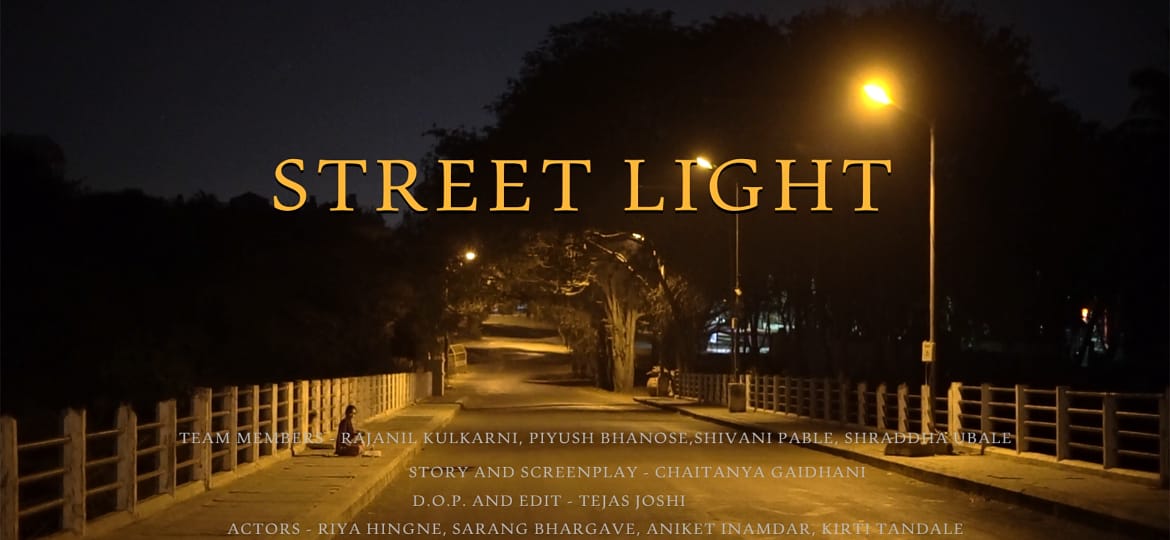 STREET LIGHT
TEAM MEMBERS - RAJANIL KULKARNI, PIYUSH BHANOSE,SHIVANI PABLE, SHRADDHA UBALE
STORY AND SCREENPLAY - CHAITANYA GAIDHANI
D.O.P. AND EDIT - TEJAS JOSHI
ACTORS - RIYA HINGNE, SARANG BHARGAVE, ANIKET INAMDAR, KIRTI TANDALE